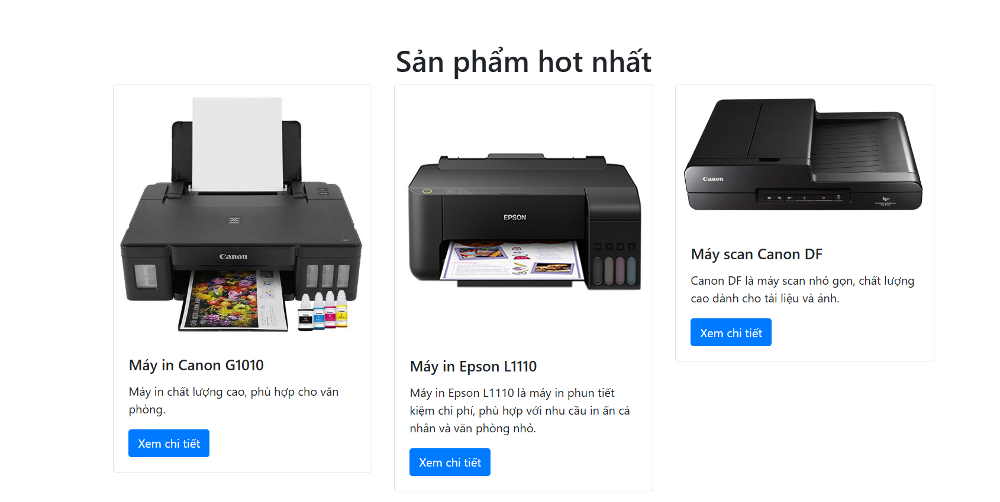 Sản phẩm hot nhất
Canon
Máy in Canon G1010
Máy in chất lượng cao, phù hợp cho văn
phòng.
Xem chi tiết
EPSON
M Y M C
Máy in Epson L1110
Máy in Epson L1110 là máy in phun tiết
kiệm chi phí, phù hợp với nhu cầu in ấn cá
nhân và văn phòng nhỏ.
Xem chi tiết
Canon
Máy scan Canon DF
Canon DF là máy scan nhỏ gọn, chất lượng
cao dành cho tài liệu và ảnh.
Xem chi tiết